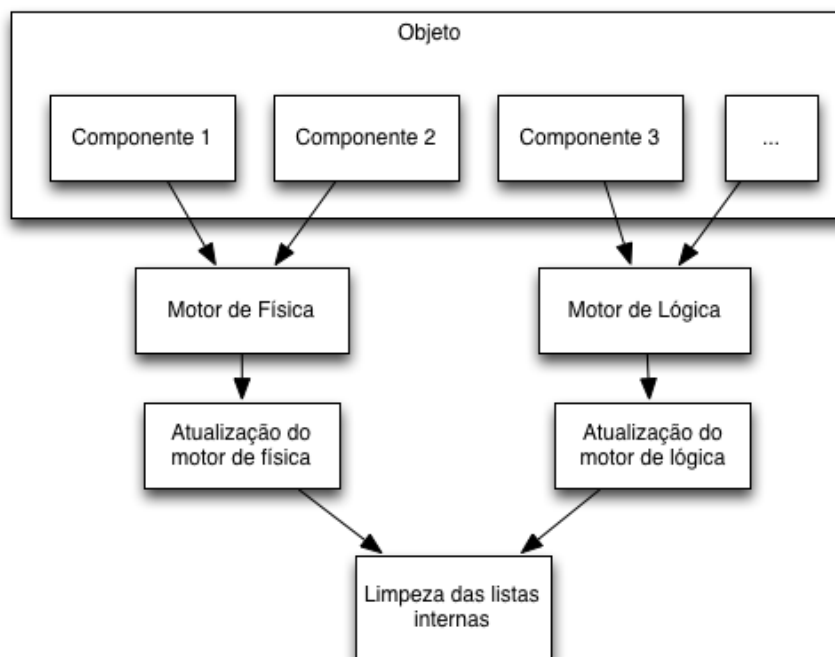 Objeto
Componente 1
Componente 2
Componente 3
...
Motor de Física
Motor de Lógica
Atualização do
motor de física
Atualização do
motor de lógica
Limpeza das listas
internas